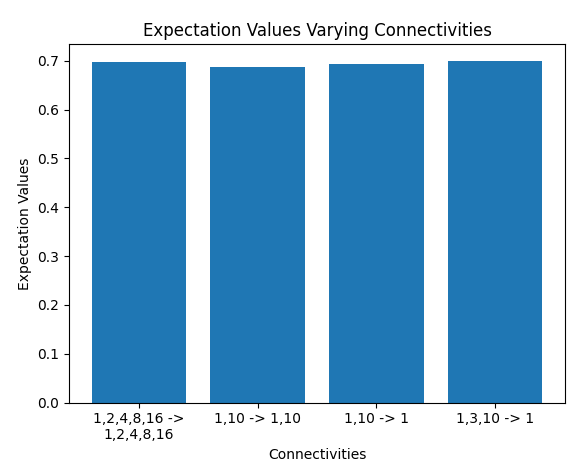 Expectation Values Varying Connectivities
Expectation Values
0.7
0.6
0.5
0.4
0.3
0.2
0.1
0.0
1,2,4,8,16 ->
1,2,4,8,16
1,10 -> 1,10
1,10 -> 1
1,3,10 -> 1
Connectivities